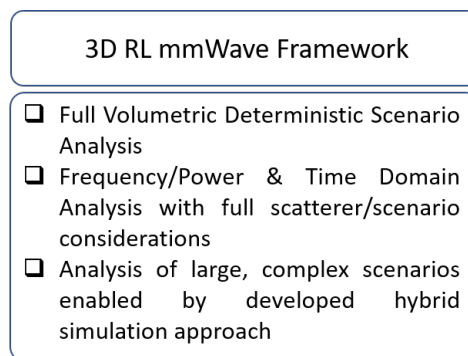 3D RL mmWave Framework
❑ Full Volumetric Deterministic Scenario
Analysis
❑ Frequency/Power & Time Domain
Analysis with full scatterer/scenario
considerations
❑ Analysis of large, complex scenarios
enabled by developed hybrid
simulation approach